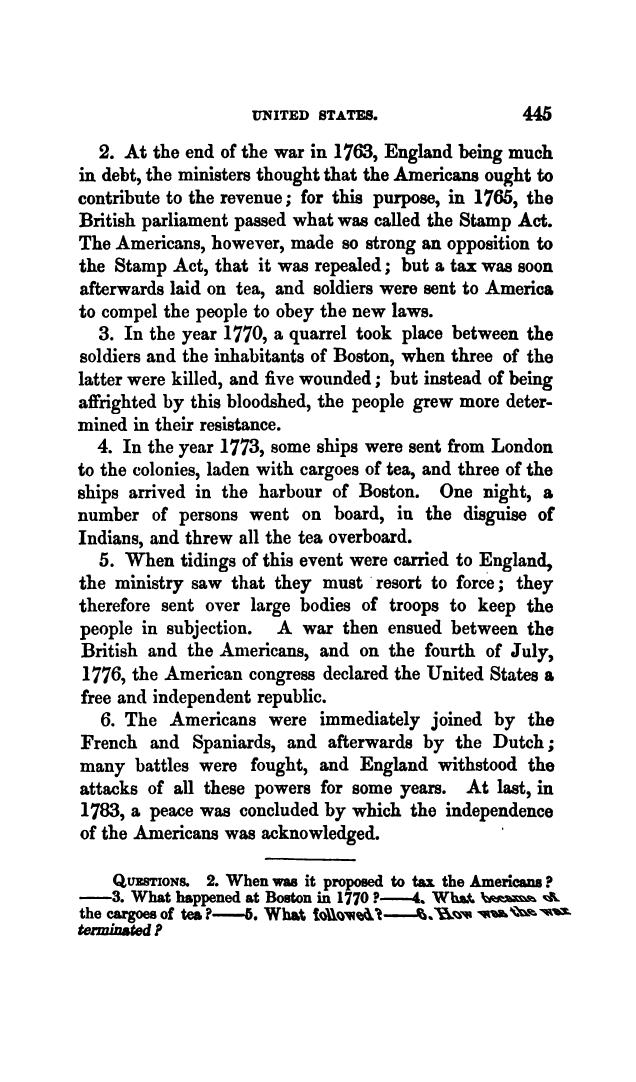 UNITED STATES. 445
2. At the end of the war in 1763, England being much
in debt, the ministers thought that the Americans ought to
contribute to the revenue; for this purpose, in 1765, the
British parliament passed what was called the Stamp Act.
The Americans, however, made so strong an opposition to
the Stamp Act, that it was repealed; but a tax was soon
afterwards laid on tea, and soldiers were sent to America
to compel the people to obey the new laws.
3. In the year 1770, a quarrel took place between the
soldiers and the inhabitants of Boston, when three of the
latter were killed, and five wounded; but instead of being
affrighted by this bloodshed, the people grew more deter-
mined in their resistance.
4. In the year 1773, some ships were sent from London
to the colonies, laden with cargoes of tea, and three of the
ships arrived in the harbour of Boston. One night, a
number of persons went on board, in the disguise of
Indians, and threw all the tea overboard.
5. When tidings of this event were carried to England,
the ministry saw that they must resort to force; they
therefore sent over large bodies of troops to keep the
people in subjection. A war then ensued between the
British and the Americans, and on the fourth of July,
1776, the American congress declared the United States a
free and independent republic.
6. The Americans were immediately joined by the
French and Spaniards, and afterwards by the Dutch;
many battles were fought, and England withstood the
attacks of all these powers for some years. At last, in
1783, a peace was concluded by which the independence
of the Americans was acknowledged.
QUESTIONS. 2. When was it proposed to tax the Americans?
——3. What happened at Boston in 1770?——4. What became of
the cargoes of tea?——5. What followed?——6. How was the war
terminated?